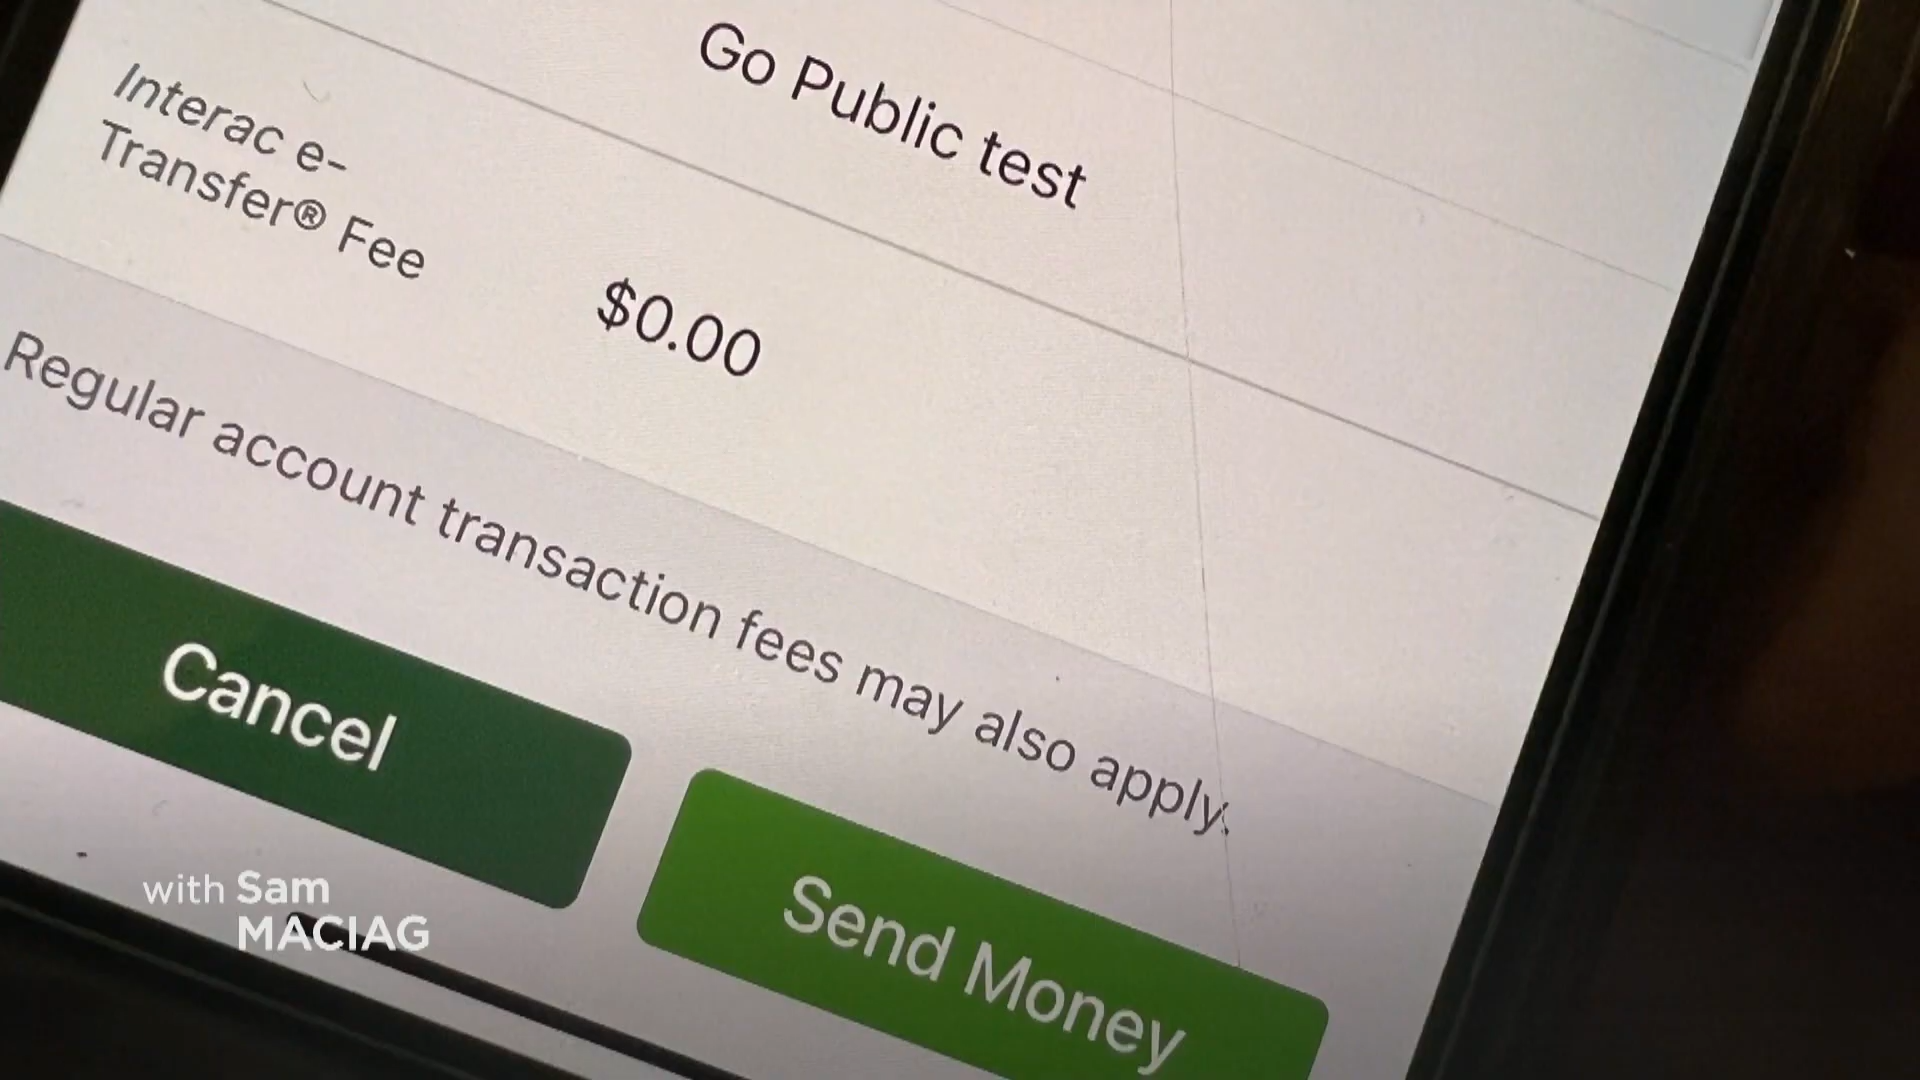 Go Public test
Interac e-
Transfer® Fee
$0.00
Regular account transaction fees may also apply.
Cancel
Send Money
with Sam
MACIAG